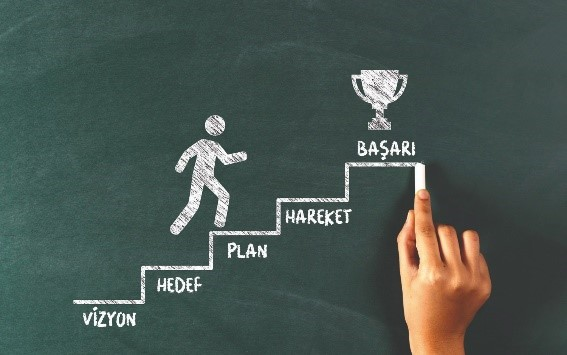 BAŞARI
HAREKET
PLAN
HEDEF
VİZYON